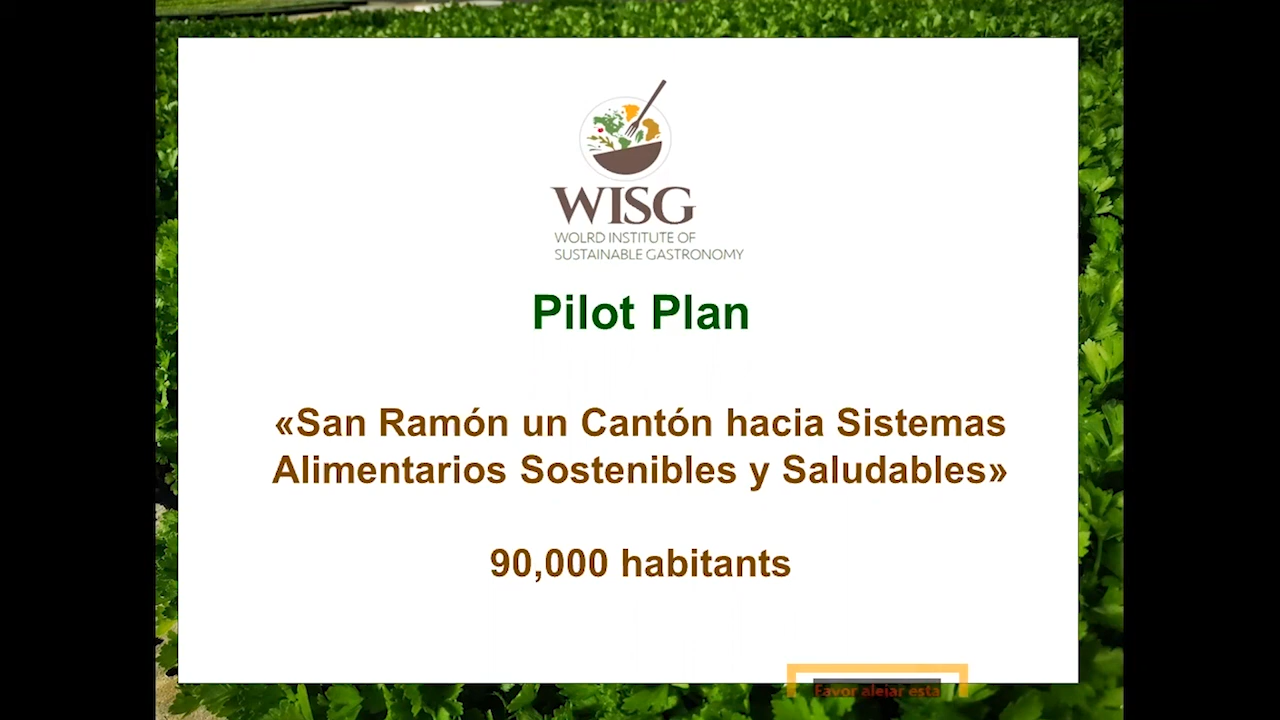 WISG
WOLRD INSTITUTE OF
SUSTAINABLE GASTRONOMY
Pilot Plan
«San Ramón un Cantón hacia Sistemas
Alimentarios Sostenibles y Saludables»
90,000 habitants
Favor alejar esta